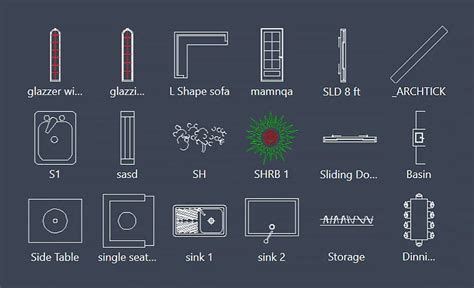 glazzer wi...
glazzi...
L Shape sofa
mamnqa
SLD 8 ft
_ARCHTICK
S1
sasd
SH
SHRB 1
Sliding Do...
Basin
Side Table
single seat...
sink 1
sink 2
Storage
Dinni...